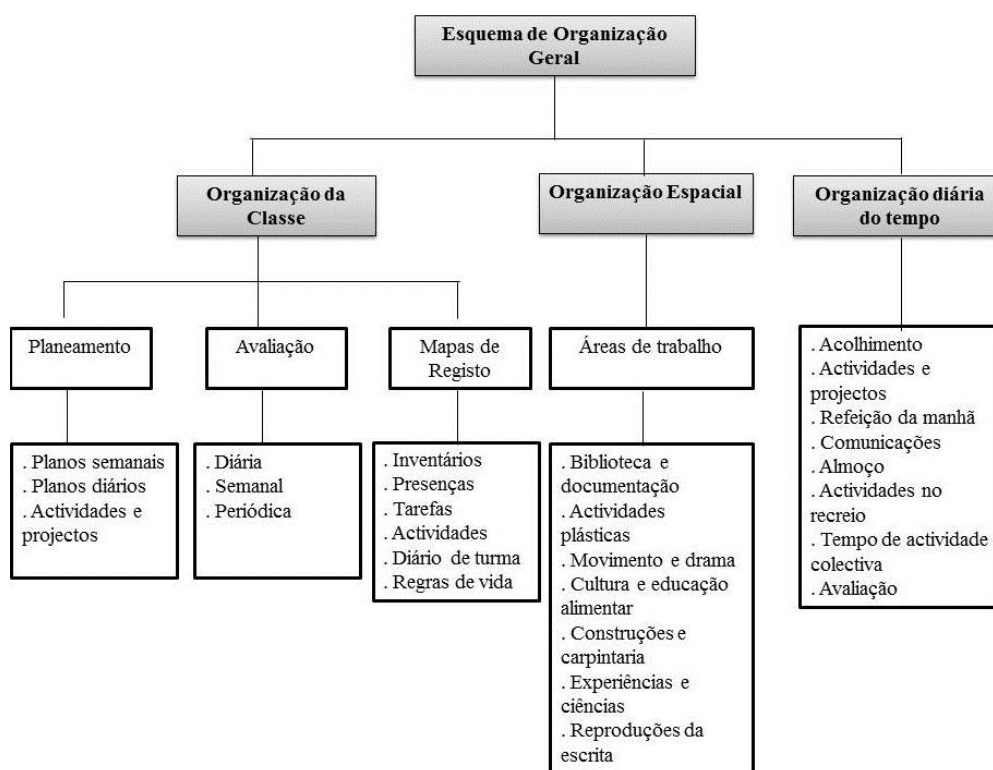 Esquema de Organização
Geral
Organização da
Classe
Organização Espacial
Organização diária
do tempo
Planeamento
Avaliação
Mapas de
Registo
Áreas de trabalho
. Planos semanais
. Planos diários
. Actividades e
projectos
. Diária
. Semanal
. Periódica
. Inventários
. Presenças
. Tarefas
. Actividades
. Diário de turma
. Regras de vida
. Biblioteca e
documentação
. Actividades
plásticas
. Movimento e drama
. Cultura e educação
alimentar
. Construções e
carpintaria
. Experiências e
ciências
. Reproduções da
escrita
. Acolhimento
. Actividades e
projectos
. Refeição da manhã
. Comunicações
. Almoço
. Actividades no
recreio
. Tempo de actividade
colectiva
. Avaliação